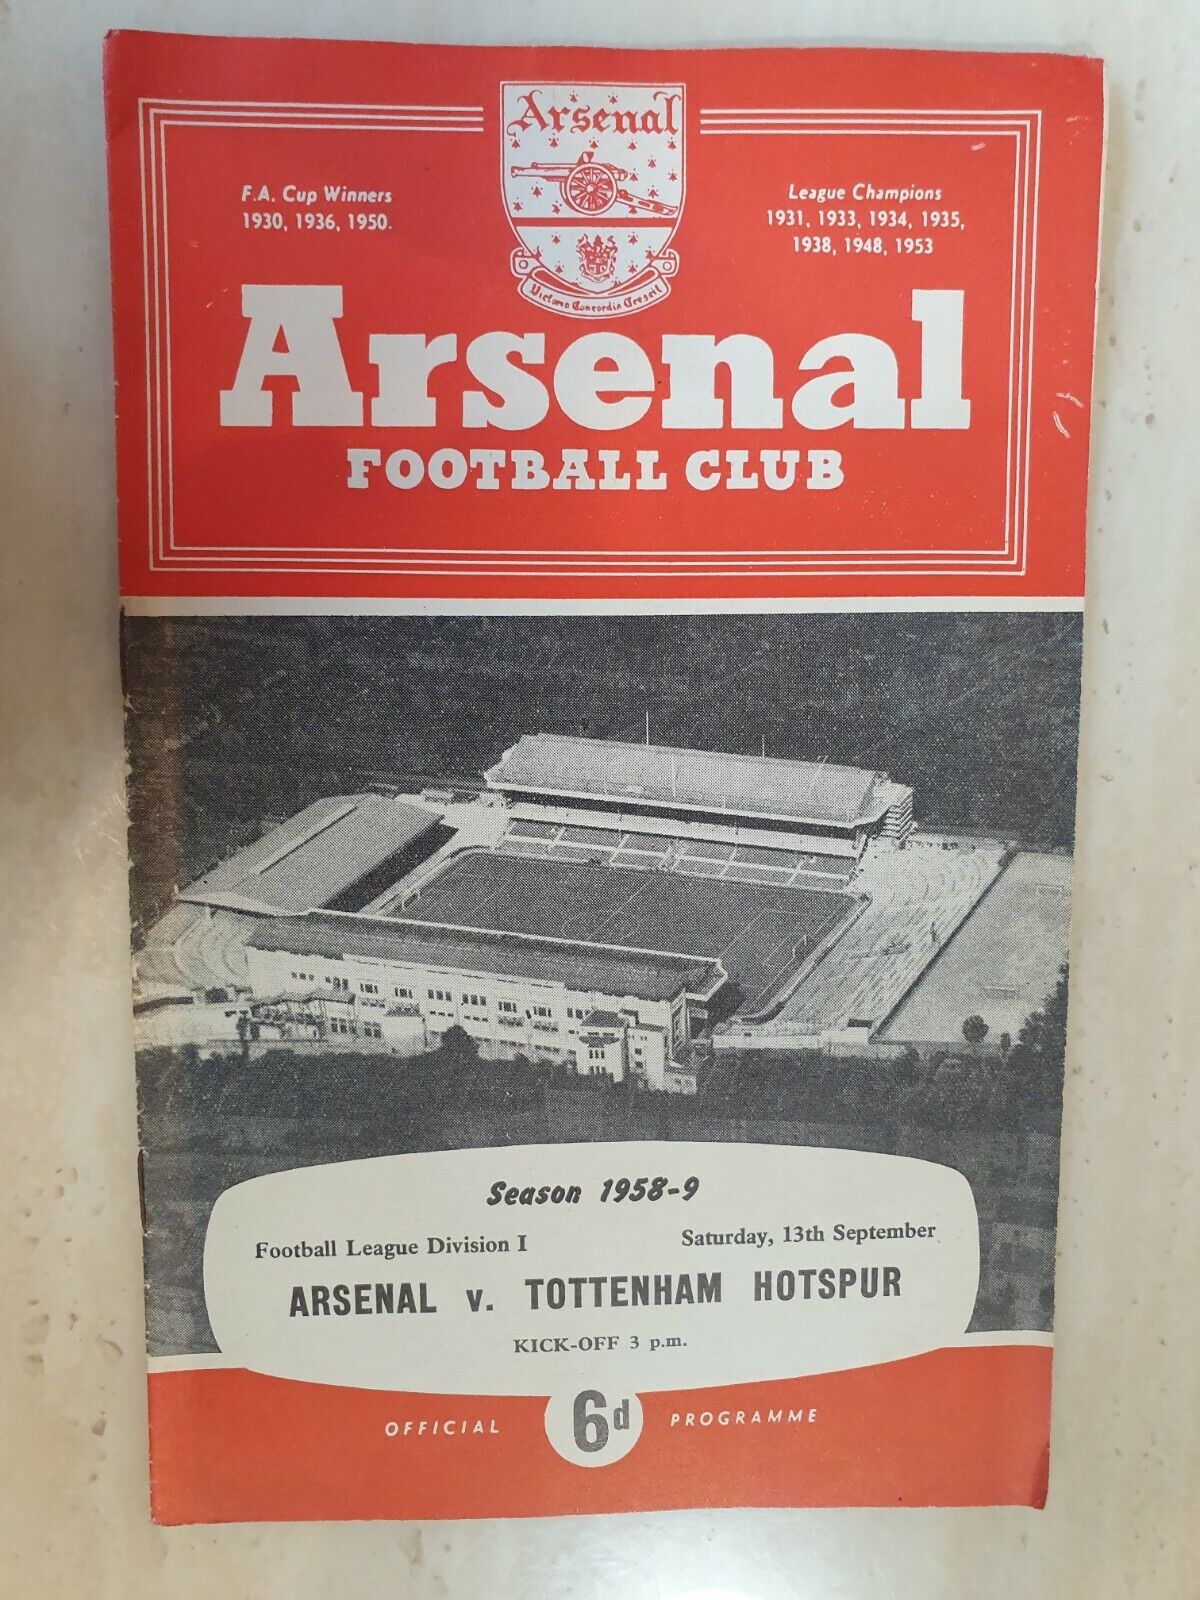 Arsenal
F.A. Cup Winners
1930, 1936, 1950.
League Champions
1931, 1933, 1934, 1935,
1938, 1948, 1953
Victoria Concordia Crescit
Arsenal
FOOTBALL CLUB
Season 1958-9
Football League Division I
Saturday, 13th September
ARSENAL v. TOTTENHAM HOTSPUR
KICK-OFF 3 p.m.
OFFICIAL 6d PROGRAMME